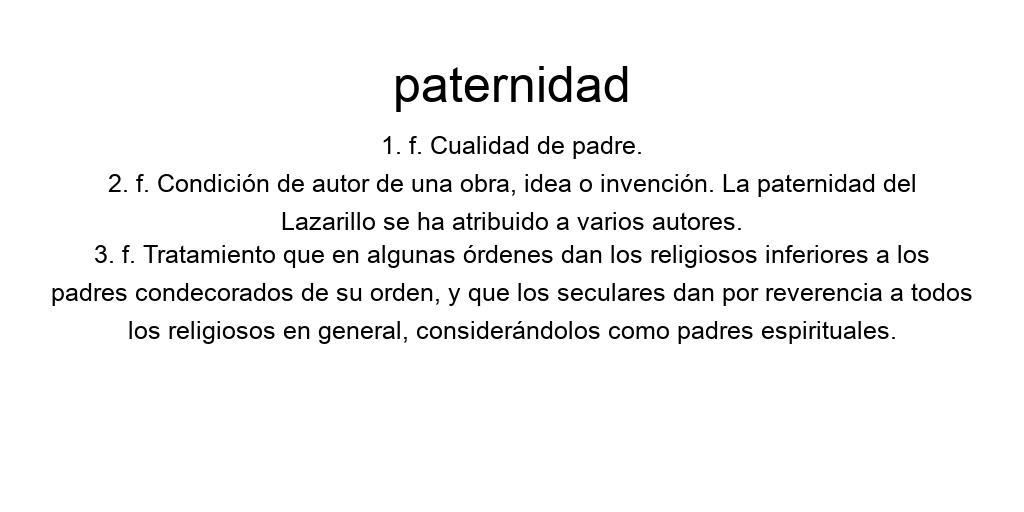 paternidad
1. f. Cualidad de padre.
2. f. Condición de autor de una obra, idea o invención. La paternidad del
Lazarillo se ha atribuido a varios autores.
3. f. Tratamiento que en algunas órdenes dan los religiosos inferiores a los
padres condecorados de su orden, y que los seculares dan por reverencia a todos
los religiosos en general, considerándolos como padres espirituales.